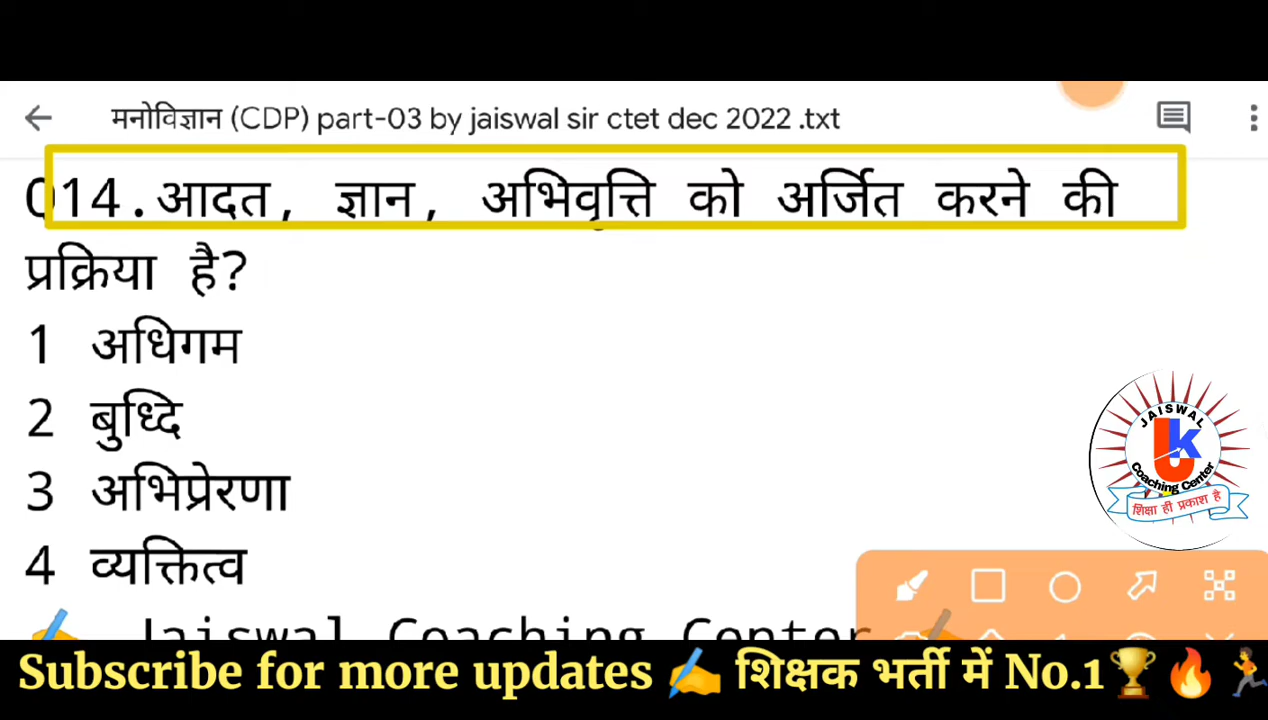 मनोविज्ञान (CDP) part-03 by jaiswal sir ctet dec 2022 .txt
Q14.आदत, ज्ञान, अभिवृत्ति को अर्जित करने की
प्रक्रिया है?
1 अधिगम
2 बुध्दि
3 अभिप्रेरणा
4 व्यक्तित्व
JAISWAL
UK
Coaching Center
शिक्षा ही प्रकाश है
✍️ Jaiswal Coaching Center ✍️
Subscribe for more updates ✍️ शिक्षक भर्ती में No.1🏆🔥🏃